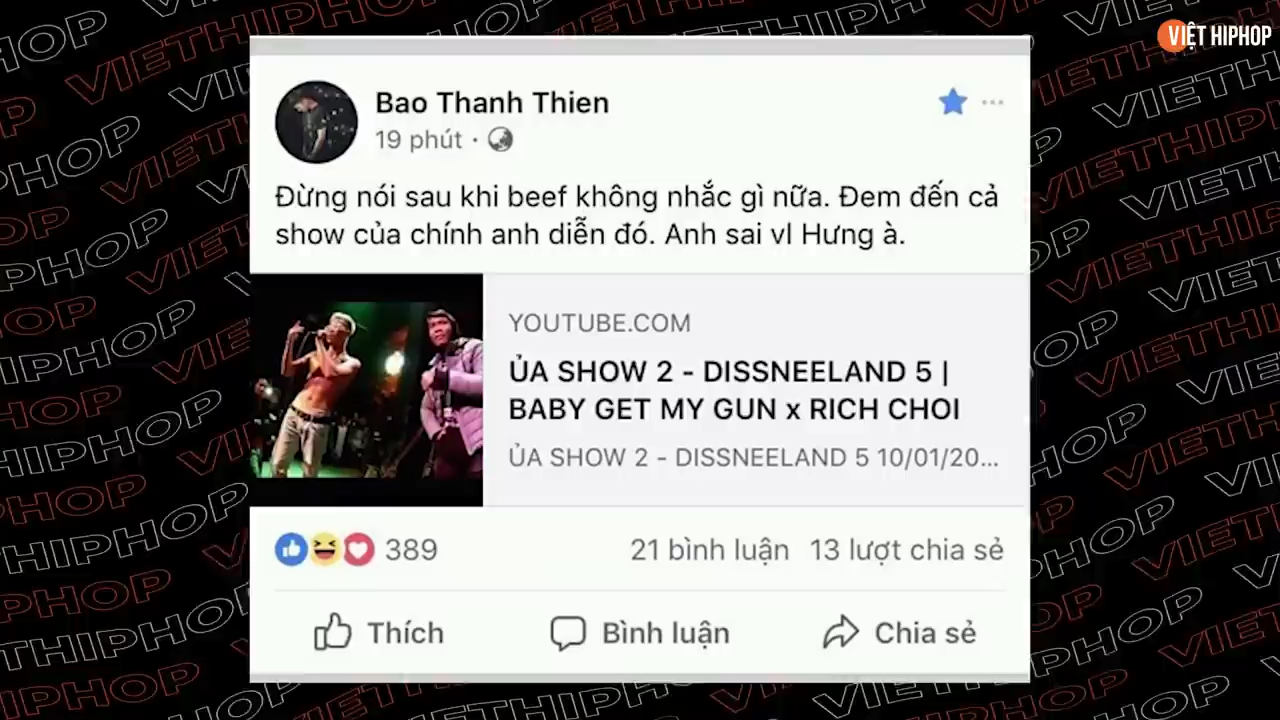 VIỆT HIPHOP
Bao Thanh Thien
19 phút ·
Đừng nói sau khi beef không nhắc gì nữa. Đem đến cả
show của chính anh diễn đó. Anh sai vl Hưng à.
YOUTUBE.COM
ỦA SHOW 2 - DISSNEELAND 5 |
BABY GET MY GUN x RICH CHOI
ỦA SHOW 2 - DISSNEELAND 5 10/01/20...
389
21 bình luận 13 lượt chia sẻ
Thích Bình luận Chia sẻ
VIETHIPHOP